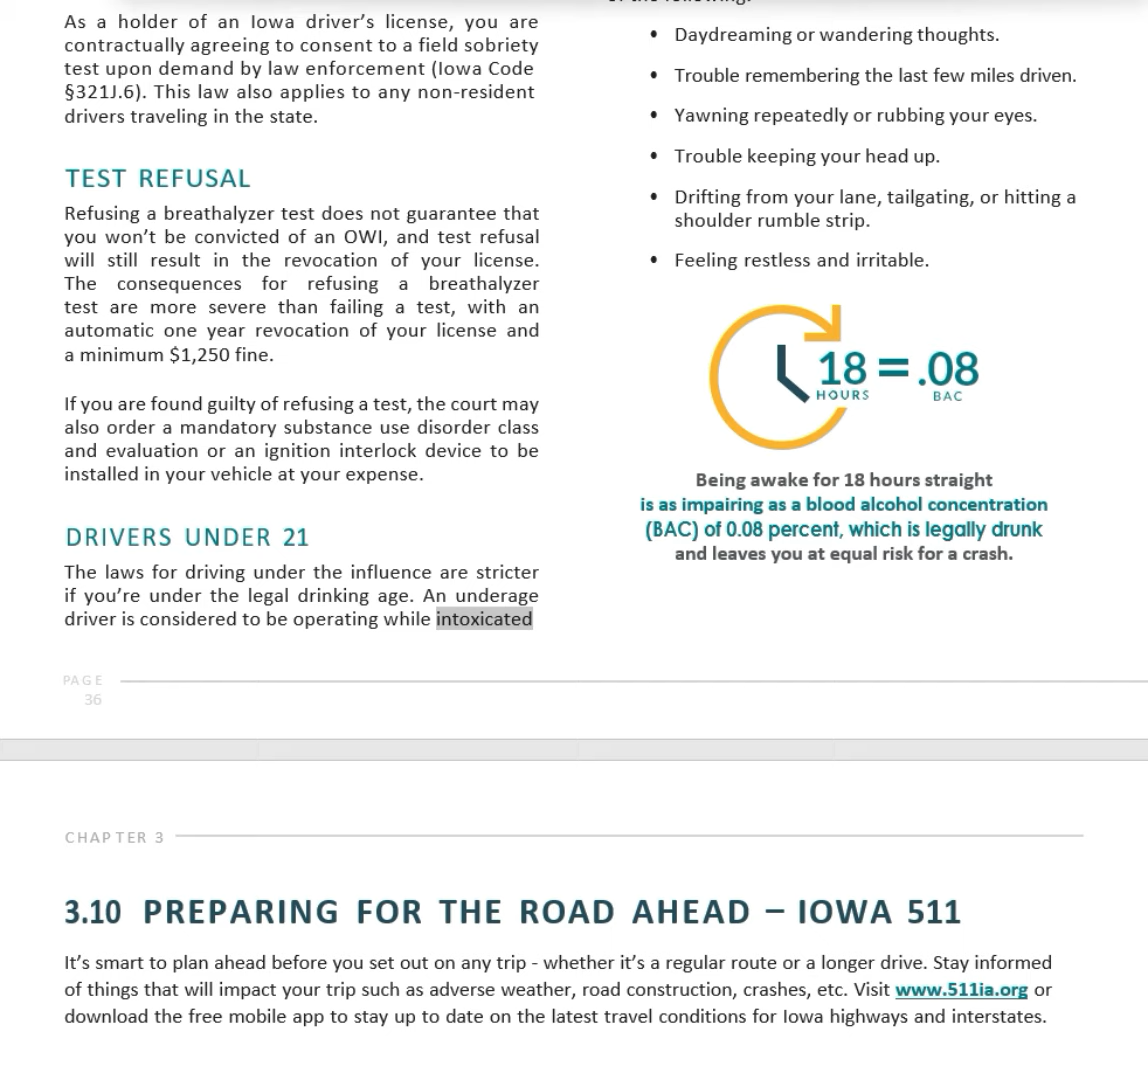 As a holder of an Iowa driver's license, you are
contractually agreeing to consent to a field sobriety
test upon demand by law enforcement (Iowa Code
§321J.6). This law also applies to any non-resident
drivers traveling in the state.
TEST REFUSAL
Refusing a breathalyzer test does not guarantee that
you won't be convicted of an OWI, and test refusal
will still result in the revocation of your license.
The consequences for refusing a breathalyzer
test are more severe than failing a test, with an
automatic one year revocation of your license and
a minimum $1,250 fine.
If you are found guilty of refusing a test, the court may
also order a mandatory substance use disorder class
and evaluation or an ignition interlock device to be
installed in your vehicle at your expense.
DRIVERS UNDER 21
The laws for driving under the influence are stricter
if you're under the legal drinking age. An underage
driver is considered to be operating while intoxicated
• Daydreaming or wandering thoughts.
• Trouble remembering the last few miles driven.
• Yawning repeatedly or rubbing your eyes.
• Trouble keeping your head up.
• Drifting from your lane, tailgating, or hitting a
shoulder rumble strip.
• Feeling restless and irritable.
18 = .08
HOURS BAC
Being awake for 18 hours straight
is as impairing as a blood alcohol concentration
(BAC) of 0.08 percent, which is legally drunk
and leaves you at equal risk for a crash.
PAGE
36
CHAPTER 3
3.10 PREPARING FOR THE ROAD AHEAD – IOWA 511
It's smart to plan ahead before you set out on any trip - whether it's a regular route or a longer drive. Stay informed
of things that will impact your trip such as adverse weather, road construction, crashes, etc. Visit www.511ia.org or
download the free mobile app to stay up to date on the latest travel conditions for Iowa highways and interstates.